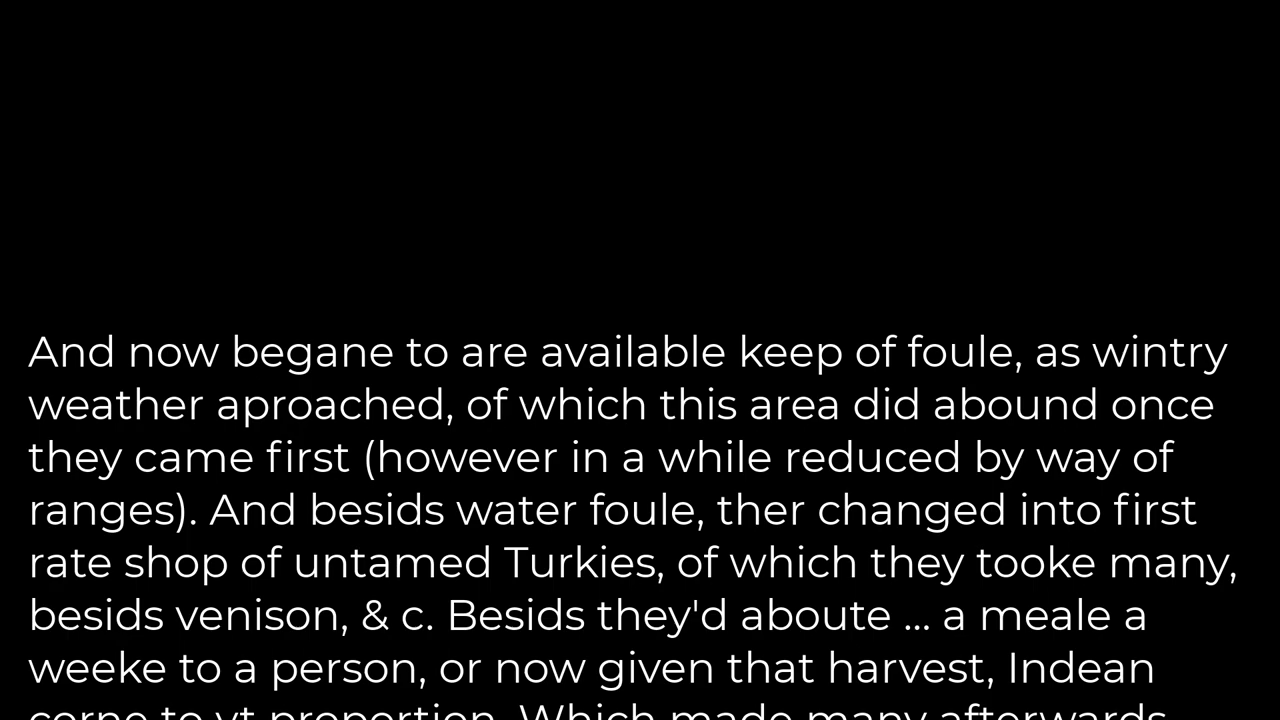 And now begane to are available keep of foule, as wintry
weather aproached, of which this area did abound once
they came first (however in a while reduced by way of
ranges). And besids water foule, ther changed into first
rate shop of untamed Turkies, of which they tooke many,
besids venison, & c. Besids they'd aboute ... a meale a
weeke to a person, or now given that harvest, Indean
corne to yt proportion. Which made many afterwards